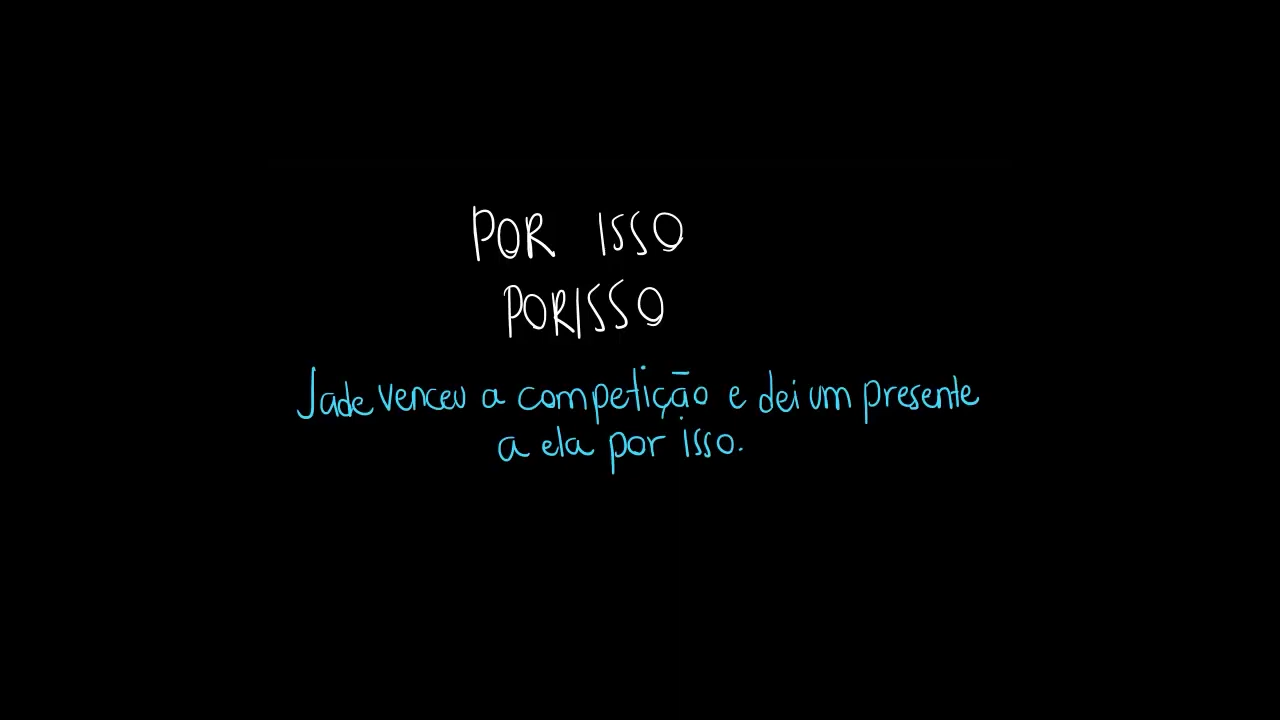 POR ISSO
PORISSO
Jade venceu a competição e dei um presente
a ela por isso.